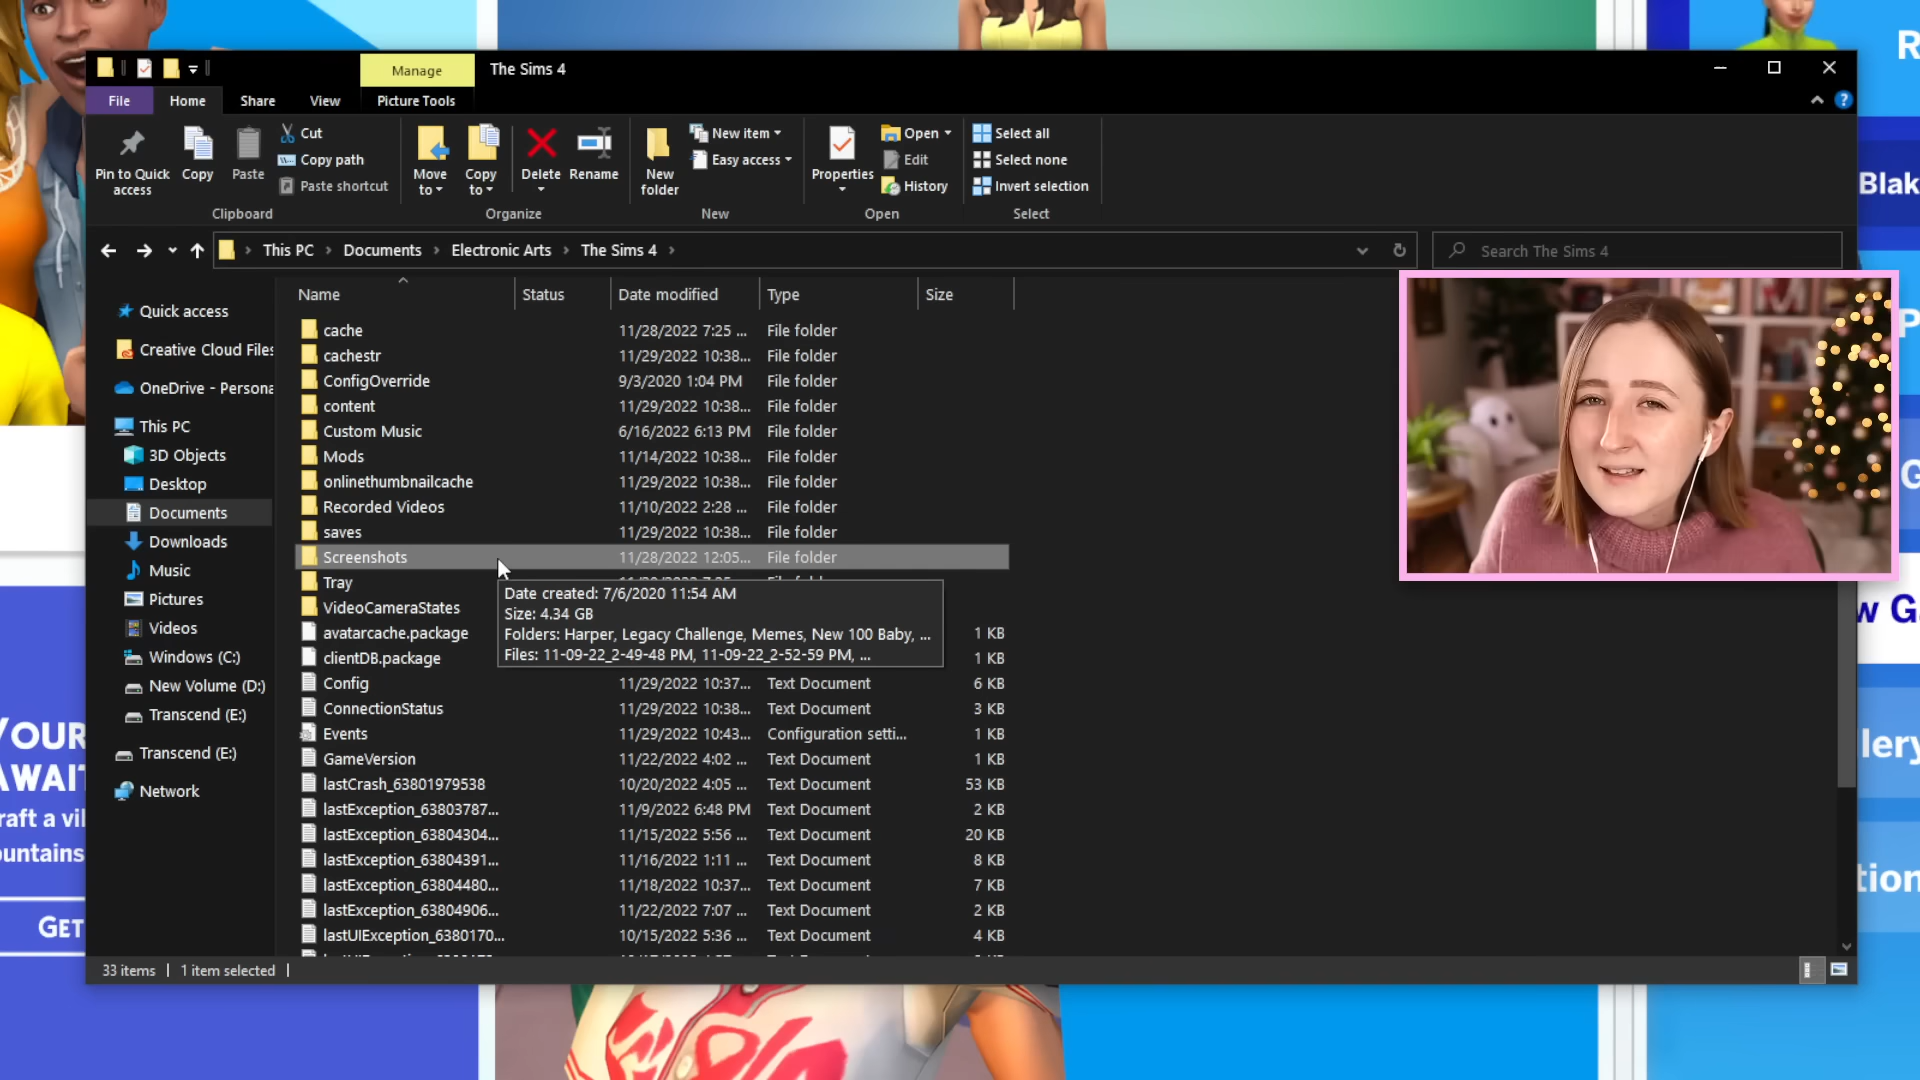 Manage
The Sims 4
File
Home
Share
View
Picture Tools
Pin to Quick access
Copy
Paste
Cut
Copy path
Paste shortcut
Move to
Copy to
Delete
Rename
New folder
New item
Easy access
Properties
Open
Edit
History
Select all
Select none
Invert selection
Clipboard
Organize
New
Open
Select
This PC > Documents > Electronic Arts > The Sims 4 >
Search The Sims 4
Name Status Date modified Type Size
Quick access
Creative Cloud Files
OneDrive - Persona
This PC
3D Objects
Desktop
Documents
Downloads
Music
Pictures
Videos
Windows (C:)
New Volume (D:)
Transcend (E:)
Transcend (E:)
Network
cache 11/28/2022 7:25 ... File folder
cachestr 11/29/2022 10:38... File folder
ConfigOverride 9/3/2020 1:04 PM File folder
content 11/29/2022 10:38... File folder
Custom Music 6/16/2022 6:13 PM File folder
Mods 11/14/2022 10:38... File folder
onlinethumbnailcache 11/29/2022 10:38... File folder
Recorded Videos 11/10/2022 2:28 ... File folder
saves 11/29/2022 10:38... File folder
Screenshots 11/28/2022 12:05... File folder
Tray
VideoCameraStates
avatarcache.package 1 KB
clientDB.package 1 KB
Date created: 7/6/2020 11:54 AM
Size: 4.34 GB
Folders: Harper, Legacy Challenge, Memes, New 100 Baby, ...
Files: 11-09-22_2-49-48 PM, 11-09-22_2-52-59 PM, ...
Config 11/29/2022 10:37... Text Document 6 KB
ConnectionStatus 11/29/2022 10:38... Text Document 3 KB
Events 11/29/2022 10:43... Configuration setti... 1 KB
GameVersion 11/22/2022 4:02 ... Text Document 1 KB
lastCrash_63801979538 10/20/2022 4:05 ... Text Document 53 KB
lastException_63803787... 11/9/2022 6:48 PM Text Document 2 KB
lastException_63804304... 11/15/2022 5:56 ... Text Document 20 KB
lastException_63804391... 11/16/2022 1:11 ... Text Document 8 KB
lastException_63804480... 11/18/2022 10:37... Text Document 7 KB
lastException_63804906... 11/22/2022 7:07 ... Text Document 2 KB
lastUIException_6380170... 10/15/2022 5:36 ... Text Document 4 KB
33 items
1 item selected
YOUR
AWAIT
raft a vil
ountains
GET
R
Blak
P
G
w G
lery
tion